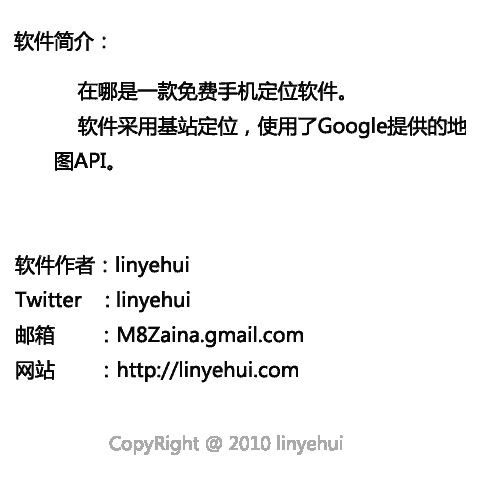 软件简介：
在哪是一款免费手机定位软件。
软件采用基站定位，使用了Google提供的地
图API。
软件作者：linyehui
Twitter ：linyehui
邮箱 ：M8Zaina.gmail.com
网站 ：http://linyehui.com
CopyRight @ 2010 linyehui